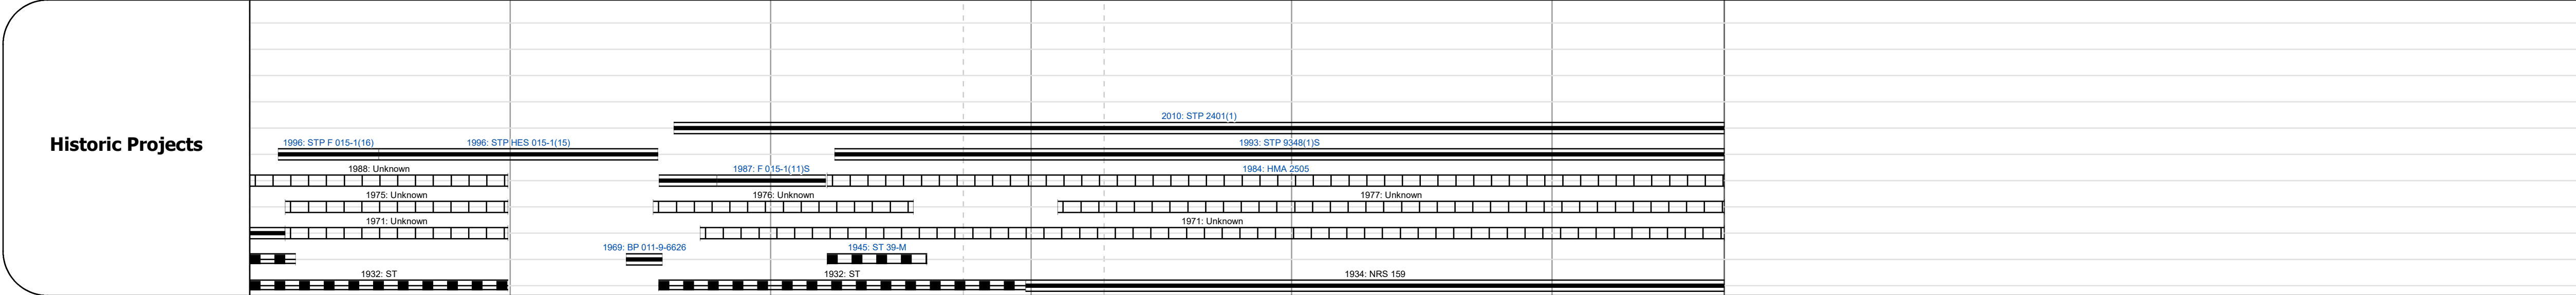 2010: STP 2401(1)
1996: STP F 015-1(16) 1996: STP HES 015-1(15) 1993: STP 9348(1)S
Historic Projects
1988: Unknown 1987: F 015-1(11)S 1984: HMA 2505
1975: Unknown 1976: Unknown 1977: Unknown
1971: Unknown 1971: Unknown
1969: BP 011-9-6626 1945: ST 39-M
1932: ST 1932: ST 1934: NRS 159